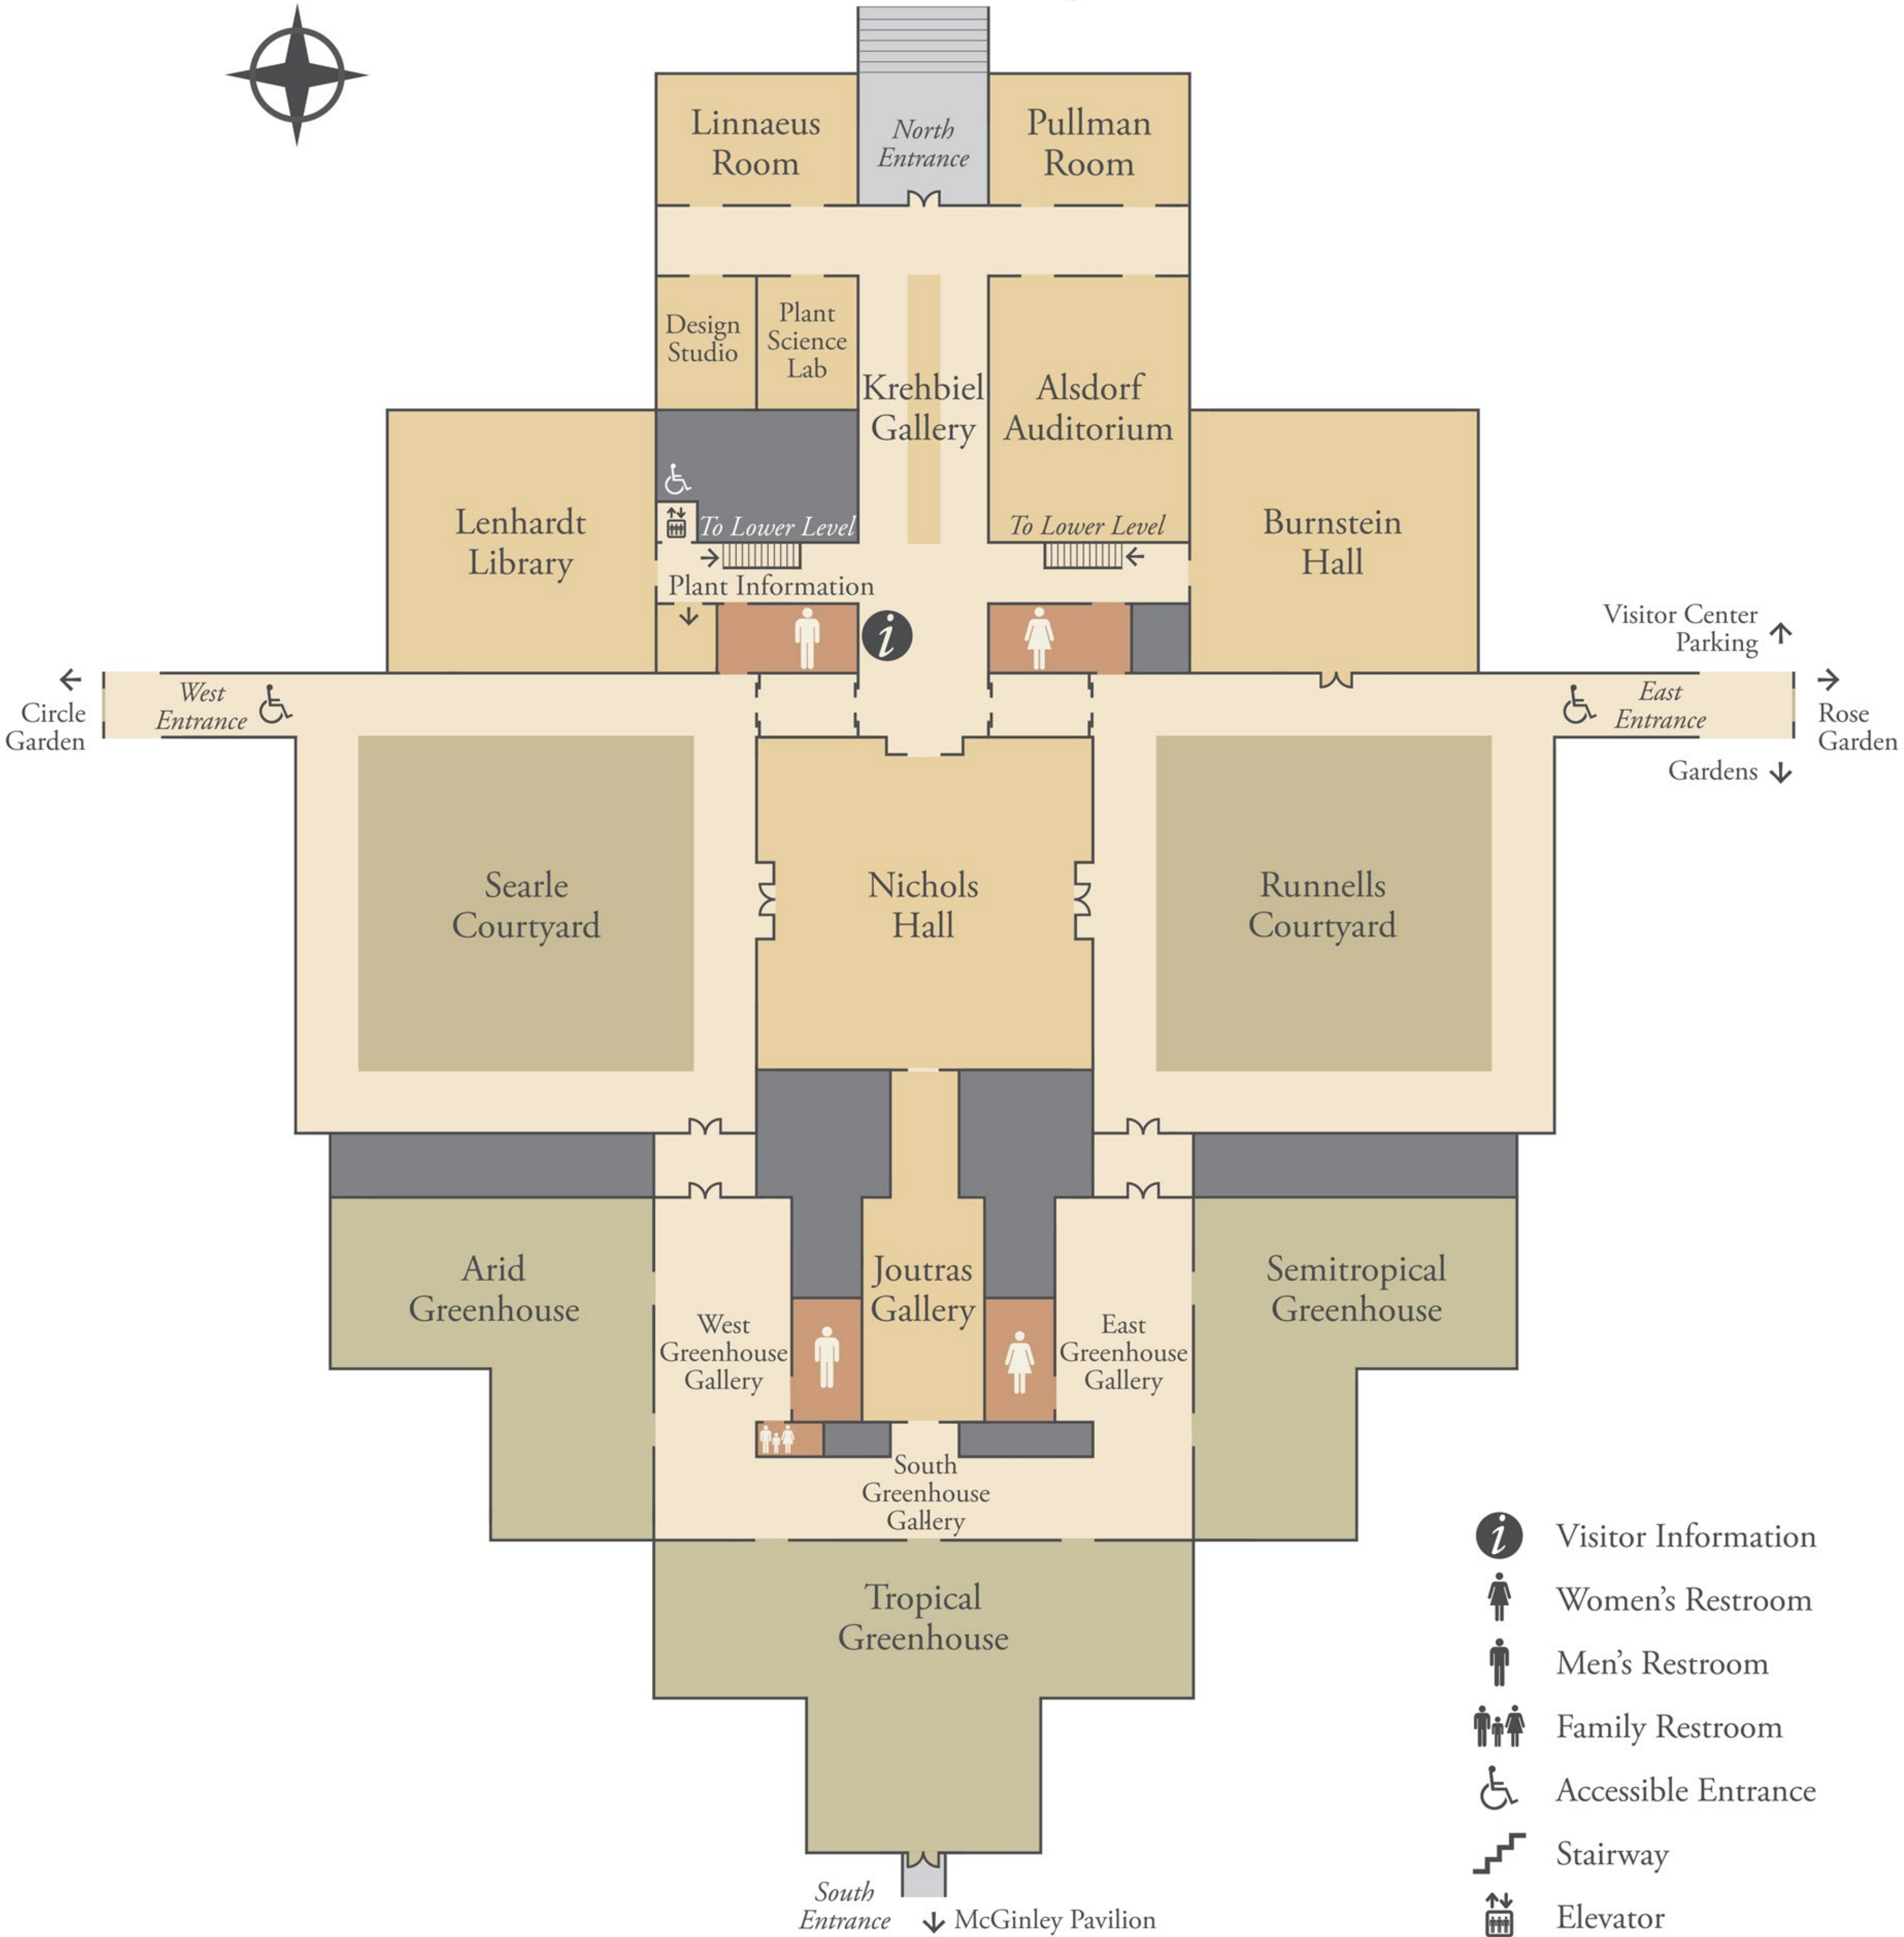 Linnaeus
Room
North
Entrance
Pullman
Room
Design
Studio
Plant
Science
Lab
Krehbiel
Gallery
Alsdorf
Auditorium
Lenhardt
Library
To Lower Level
To Lower Level
Burnstein
Hall
Plant Information
i
Visitor Center
Parking
West
Entrance
East
Entrance
Circle
Garden
Rose
Garden
Gardens
Searle
Courtyard
Nichols
Hall
Runnells
Courtyard
Arid
Greenhouse
Joutras
Gallery
Semitropical
Greenhouse
West
Greenhouse
Gallery
East
Greenhouse
Gallery
South
Greenhouse
Gallery
Tropical
Greenhouse
South
Entrance
McGinley Pavilion
i Visitor Information
Women's Restroom
Men's Restroom
Family Restroom
Accessible Entrance
Stairway
Elevator